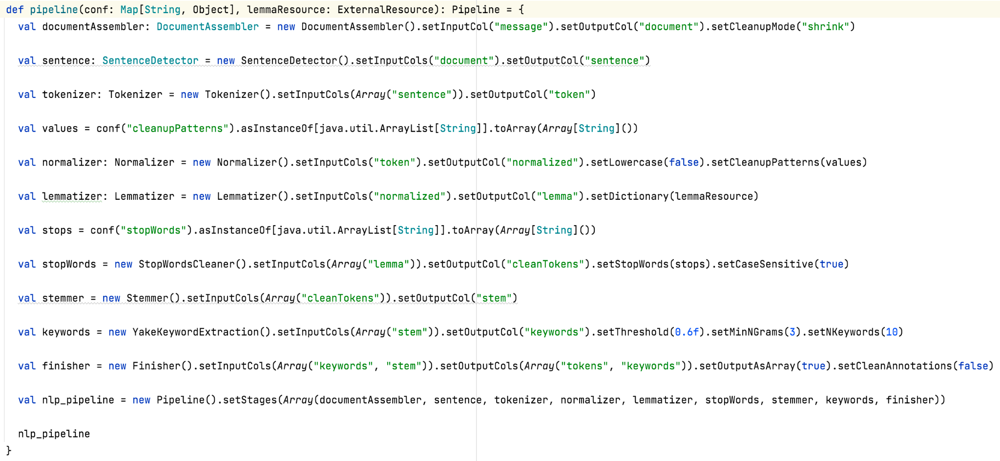 def pipeline(conf: Map[String, Object], lemmaResource: ExternalResource): Pipeline = {
  val documentAssembler: DocumentAssembler = new DocumentAssembler().setInputCol("message").setOutputCol("document").setCleanupMode("shrink")
  val sentence: SentenceDetector = new SentenceDetector().setInputCols("document").setOutputCol("sentence")
  val tokenizer: Tokenizer = new Tokenizer().setInputCols(Array("sentence")).setOutputCol("token")
  val values = conf("cleanupPatterns").asInstanceOf[java.util.ArrayList[String]].toArray(Array[String]())
  val normalizer: Normalizer = new Normalizer().setInputCols("token").setOutputCol("normalized").setLowercase(false).setCleanupPatterns(values)
  val lemmatizer: Lemmatizer = new Lemmatizer().setInputCols("normalized").setOutputCol("lemma").setDictionary(lemmaResource)
  val stops = conf("stopWords").asInstanceOf[java.util.ArrayList[String]].toArray(Array[String]())
  val stopWords = new StopWordsCleaner().setInputCols(Array("lemma")).setOutputCol("cleanTokens").setStopWords(stops).setCaseSensitive(true)
  val stemmer = new Stemmer().setInputCols(Array("cleanTokens")).setOutputCol("stem")
  val keywords = new YakeKeywordExtraction().setInputCols(Array("stem")).setOutputCol("keywords").setThreshold(0.6f).setMinNGrams(3).setNKeywords(10)
  val finisher = new Finisher().setInputCols(Array("keywords", "stem")).setOutputCols(Array("tokens", "keywords")).setOutputAsArray(true).setCleanAnnotations(false)
  val nlp_pipeline = new Pipeline().setStages(Array(documentAssembler, sentence, tokenizer, normalizer, lemmatizer, stopWords, stemmer, keywords, finisher))
  nlp_pipeline
}